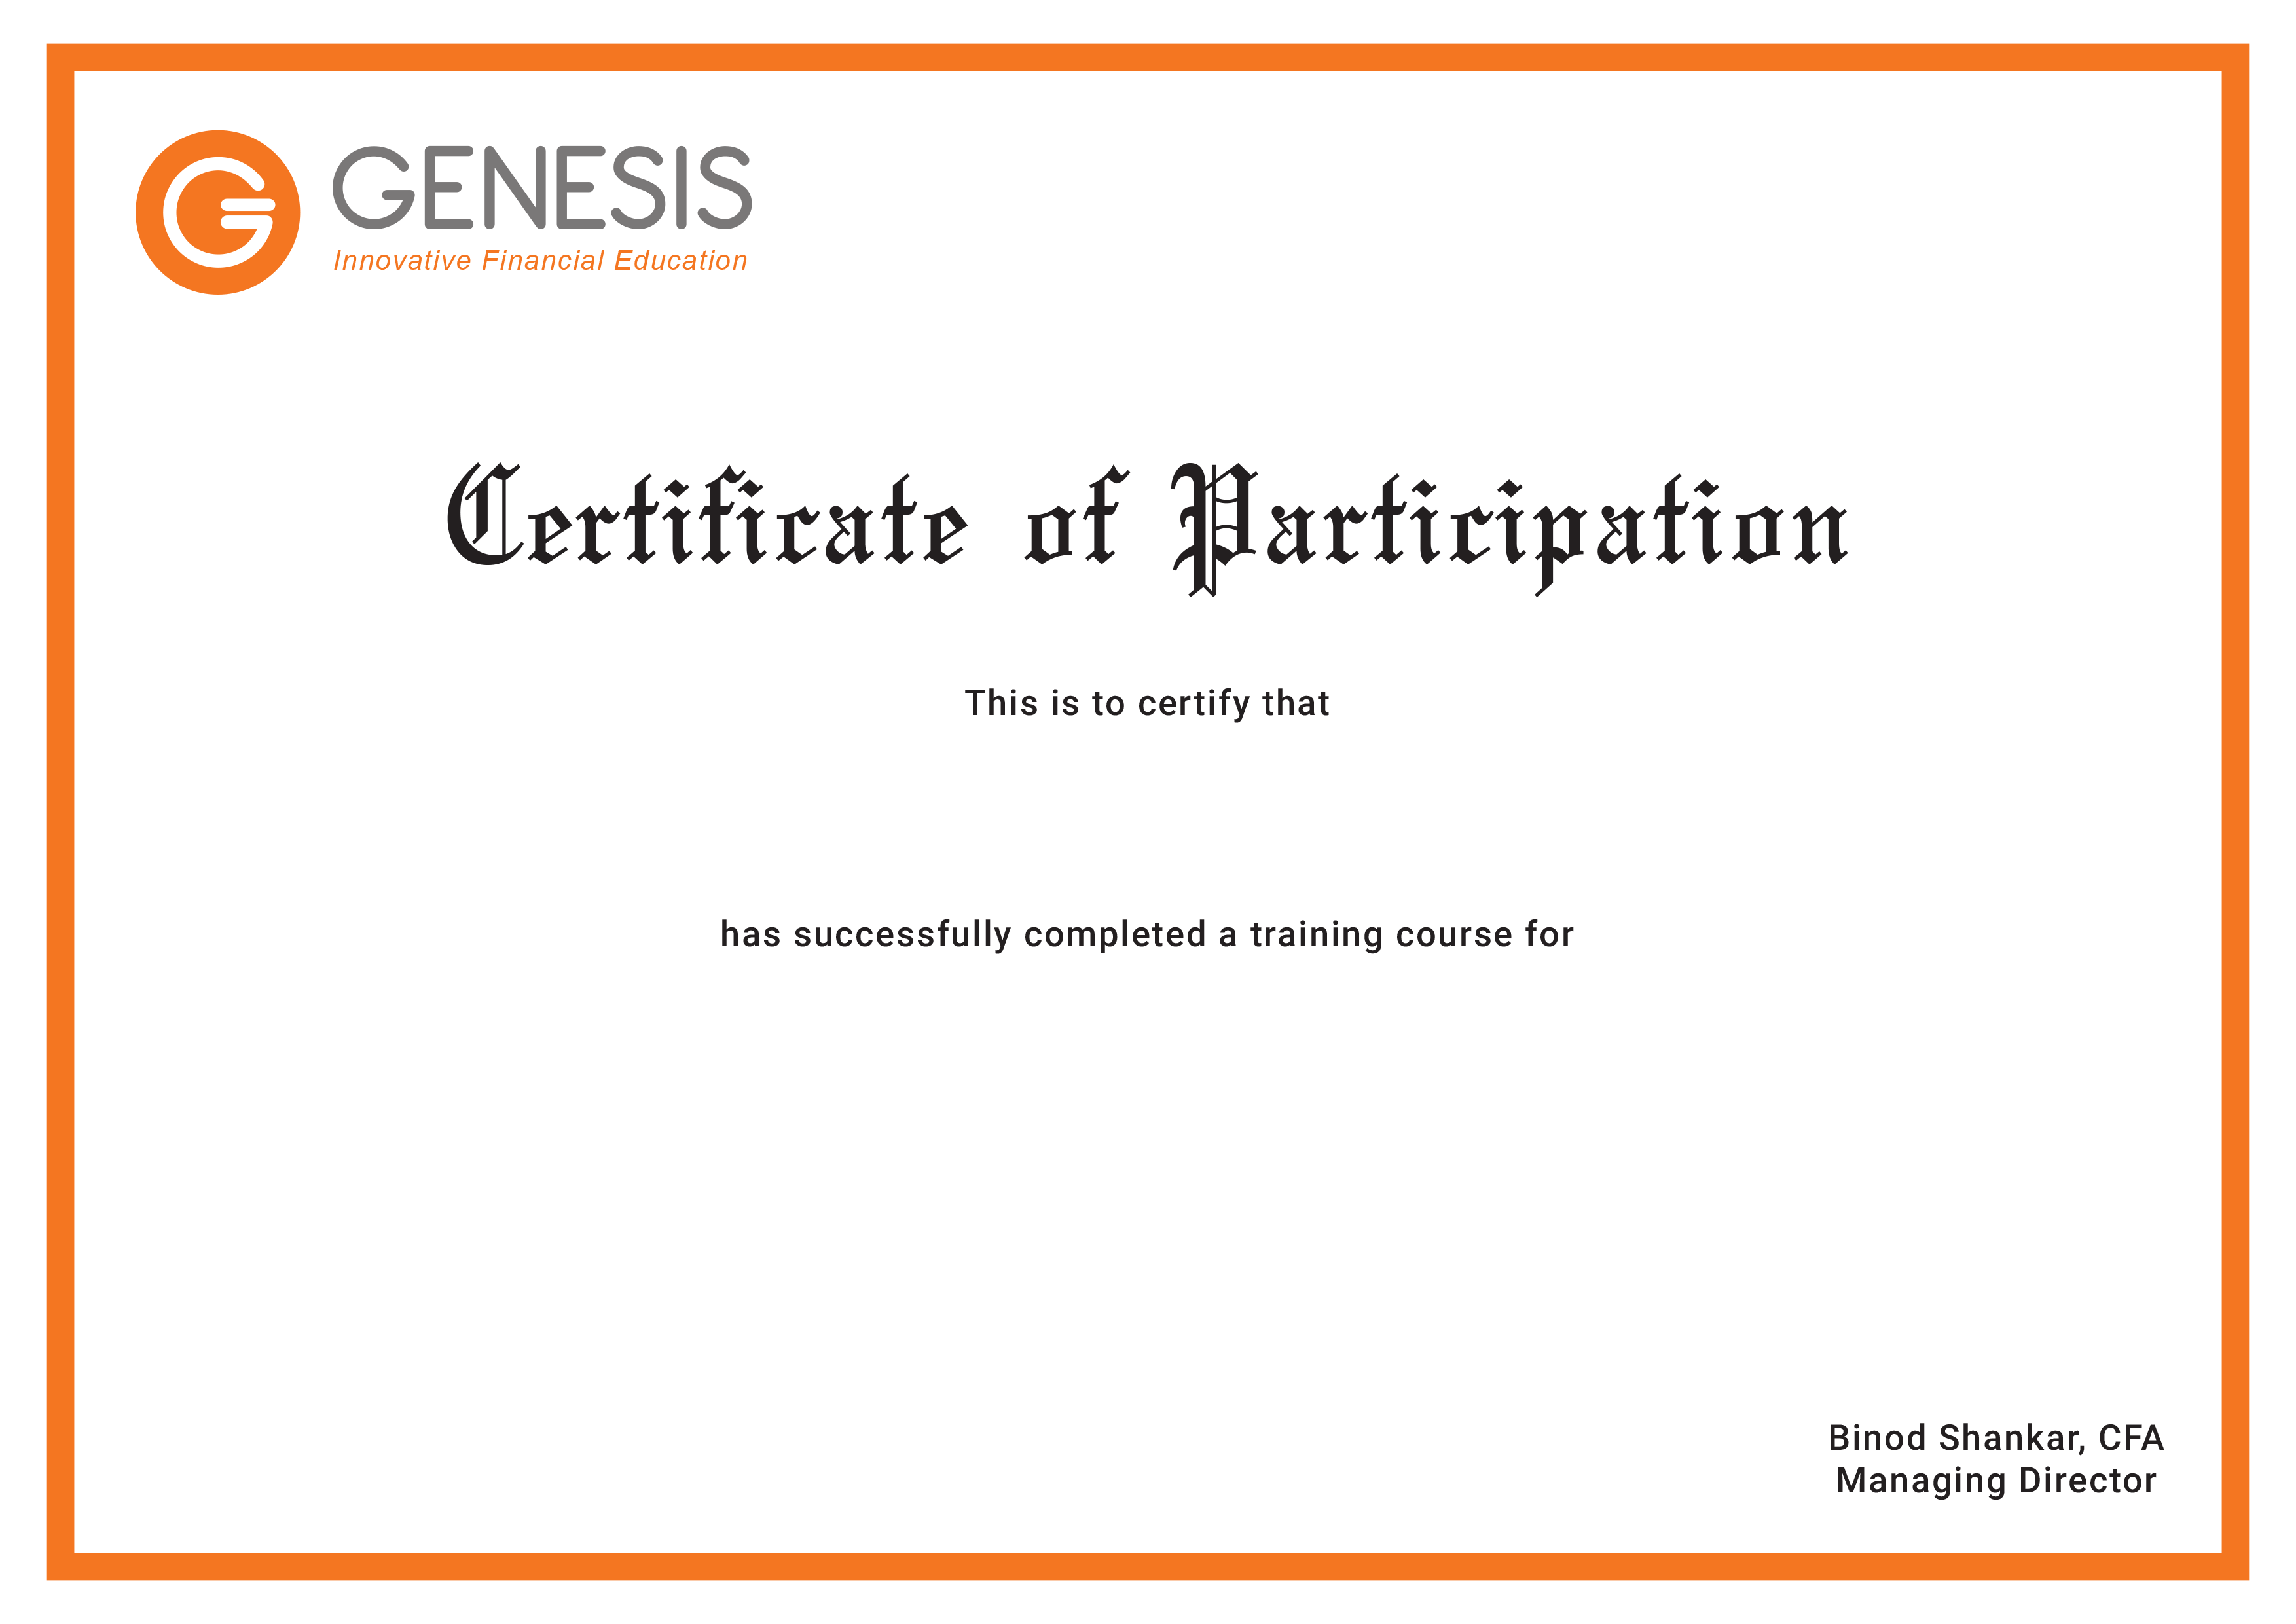 GENESIS
Innovative Financial Education
Certificate of Participation
This is to certify that
has successfully completed a training course for
Binod Shankar, CFA
Managing Director